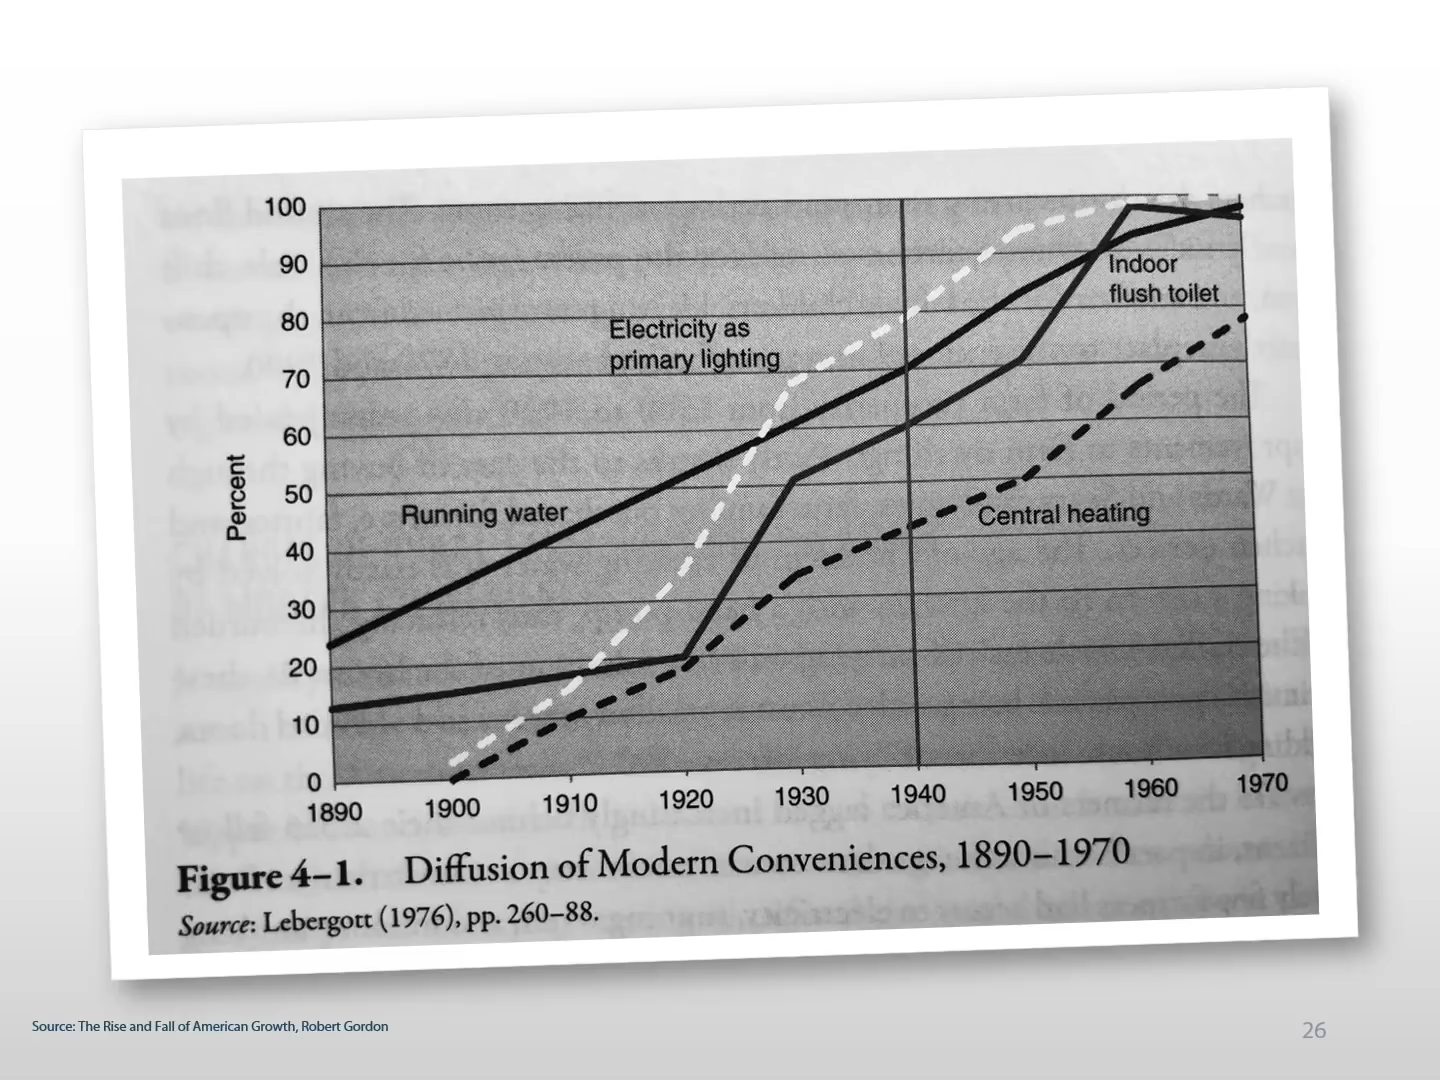 100
90
80
70
60
50
40
30
20
10
0
Percent
Electricity as
primary lighting
Running water
Indoor
flush toilet
Central heating
1890 1900 1910 1920 1930 1940 1950 1960 1970
Figure 4–1. Diffusion of Modern Conveniences, 1890–1970
Source: Lebergott (1976), pp. 260–88.
Source: The Rise and Fall of American Growth, Robert Gordon
26